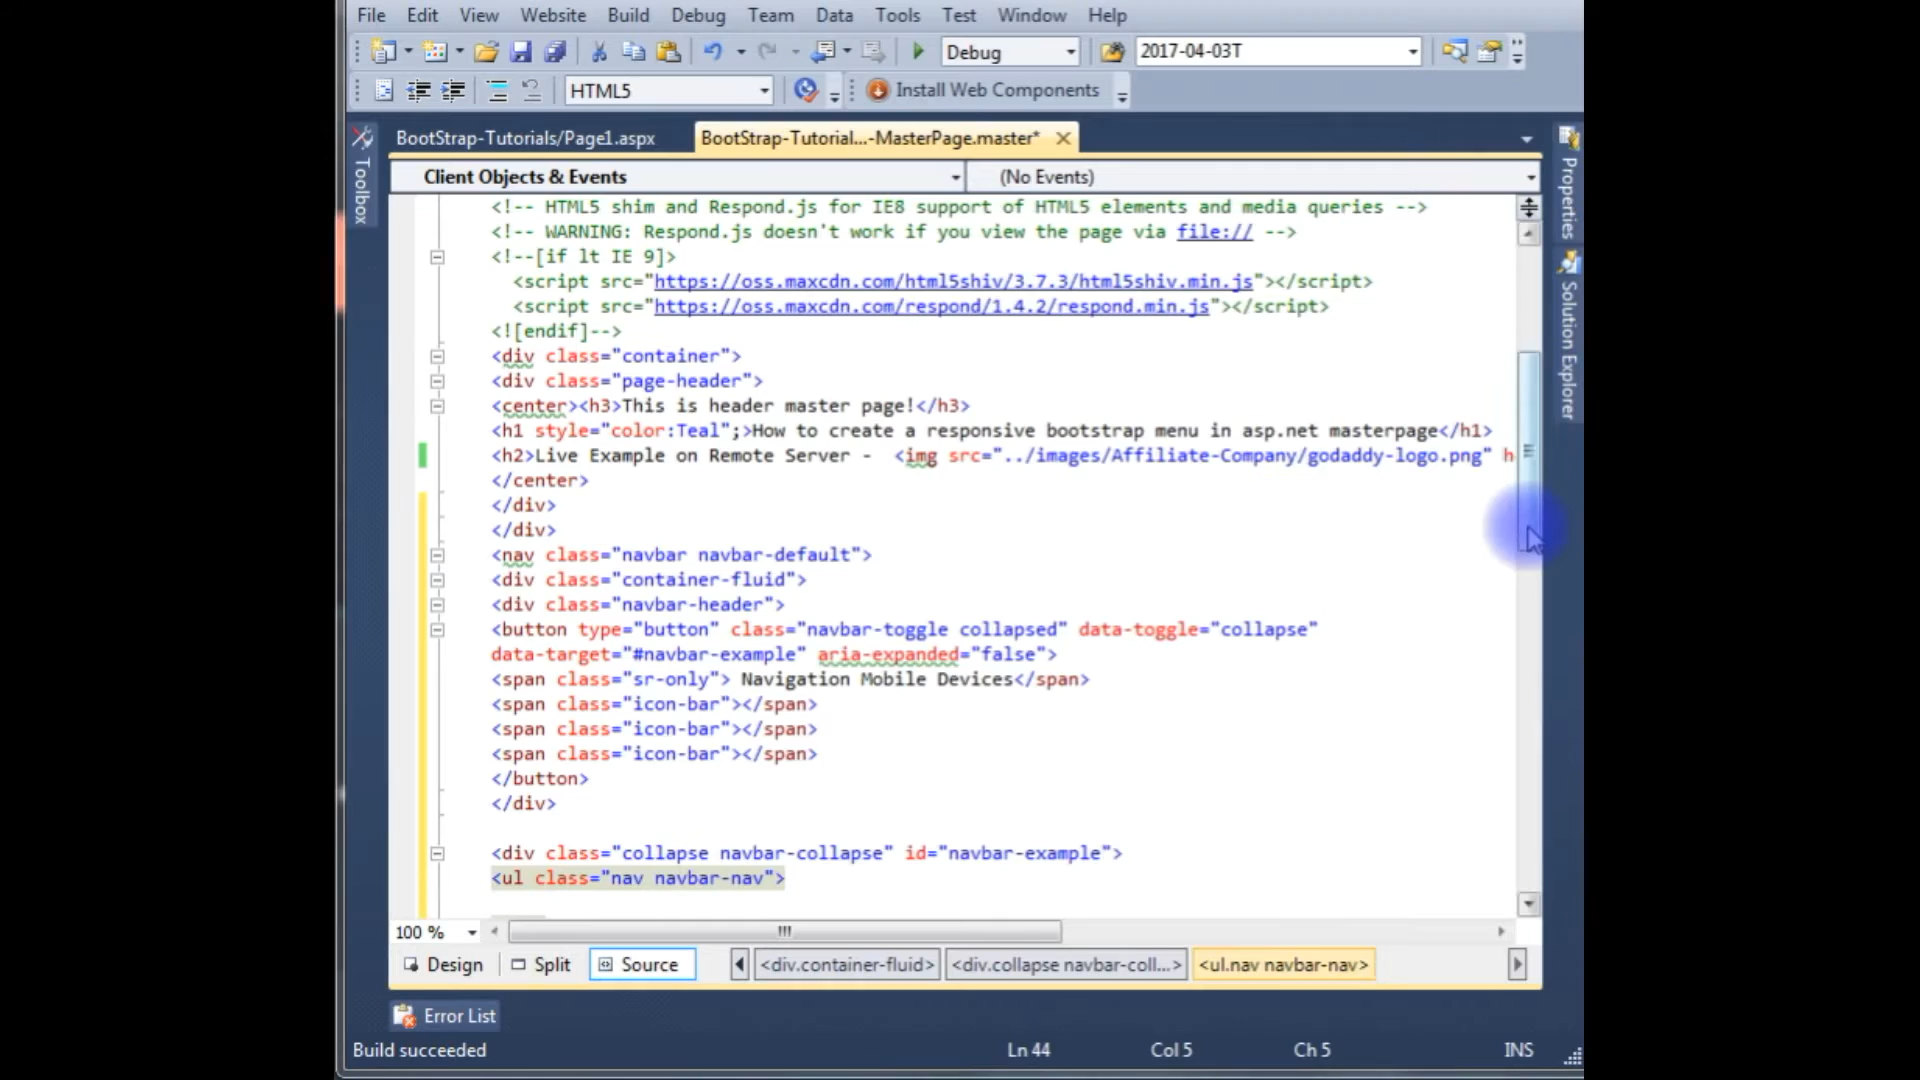 File Edit View Website Build Debug Team Data Tools Test Window Help
Debug 2017-04-03T
HTML5 Install Web Components
Toolbox
BootStrap-Tutorials/Page1.aspx BootStrap-Tutorial...-MasterPage.master*
Properties
Solution Explorer
Client Objects & Events (No Events)
<!-- HTML5 shim and Respond.js for IE8 support of HTML5 elements and media queries -->
<!-- WARNING: Respond.js doesn't work if you view the page via file:// -->
<!--[if lt IE 9]>
<script src="https://oss.maxcdn.com/html5shiv/3.7.3/html5shiv.min.js"></script>
<script src="https://oss.maxcdn.com/respond/1.4.2/respond.min.js"></script>
<![endif]-->
<div class="container">
<div class="page-header">
<center><h3>This is header master page!</h3>
<h1 style="color:Teal";>How to create a responsive bootstrap menu in asp.net masterpage</h1>
<h2>Live Example on Remote Server - <img src="../images/Affiliate-Company/godaddy-logo.png" h
</center>
</div>
</div>
<nav class="navbar navbar-default">
<div class="container-fluid">
<div class="navbar-header">
<button type="button" class="navbar-toggle collapsed" data-toggle="collapse"
data-target="#navbar-example" aria-expanded="false">
<span class="sr-only"> Navigation Mobile Devices</span>
<span class="icon-bar"></span>
<span class="icon-bar"></span>
<span class="icon-bar"></span>
</button>
</div>
<div class="collapse navbar-collapse" id="navbar-example">
<ul class="nav navbar-nav">
100 %
Design Split Source <div.container-fluid> <div.collapse navbar-coll...> <ul.nav navbar-nav>
Error List
Build succeeded Ln 44 Col 5 Ch 5 INS